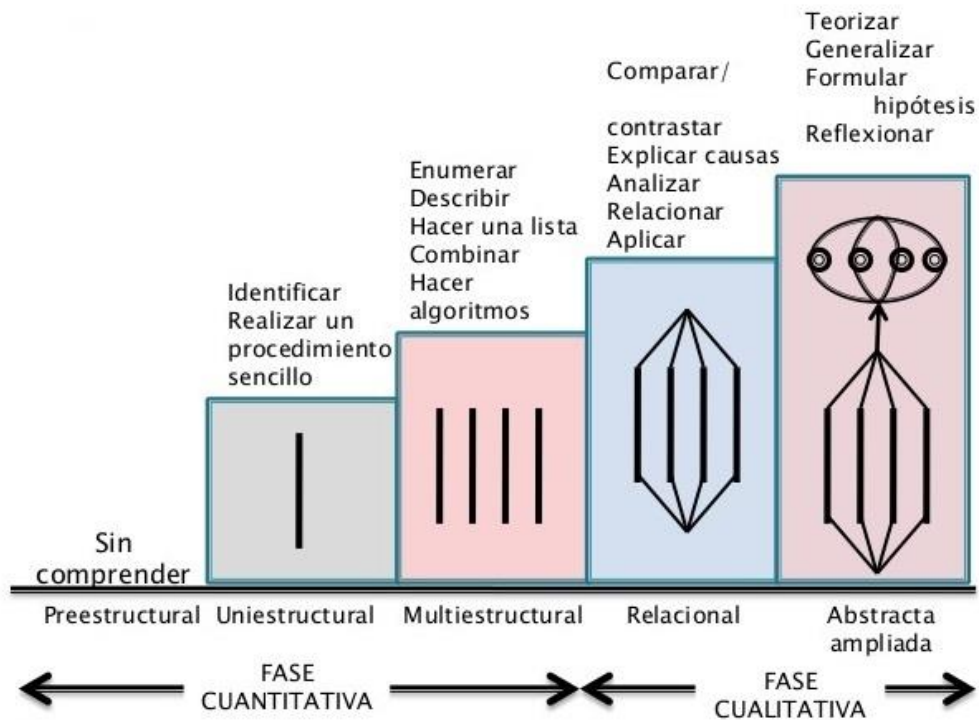 Sin
comprender
Preestructural
Identificar
Realizar un
procedimiento
sencillo
Uniestructural
Enumerar
Describir
Hacer una lista
Combinar
Hacer
algoritmos
Multiestructural
Comparar/
contrastar
Explicar causas
Analizar
Relacionar
Aplicar
Relacional
Teorizar
Generalizar
Formular
hipótesis
Reflexionar
Abstracta
ampliada
FASE
CUANTITATIVA
FASE
CUALITATIVA